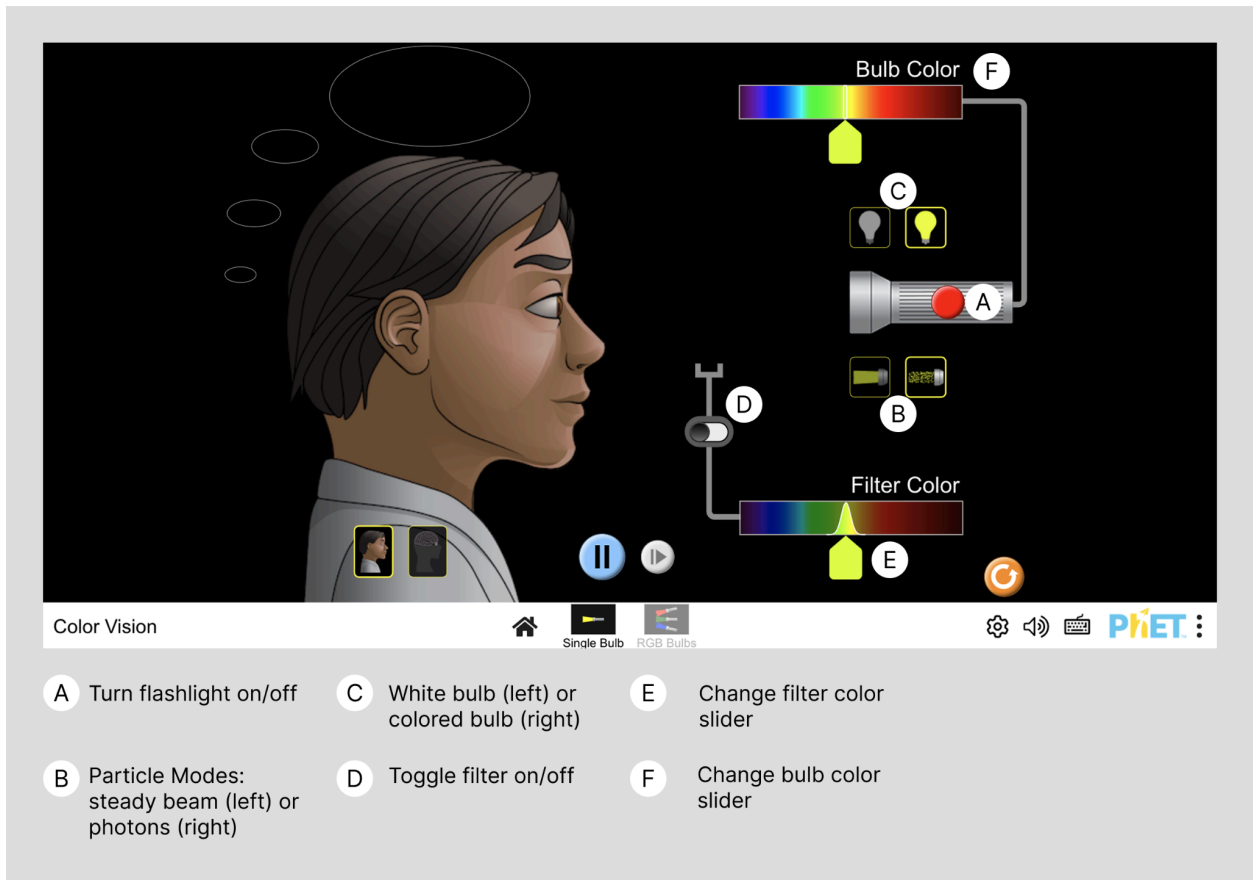 Bulb Color
F
C
A
D
B
Filter Color
E
Color Vision
Single Bulb
RGB Bulbs
PhET
A
Turn flashlight on/off
C
White bulb (left) or
colored bulb (right)
E
Change filter color
slider
B
Particle Modes:
steady beam (left) or
photons (right)
D
Toggle filter on/off
F
Change bulb color
slider